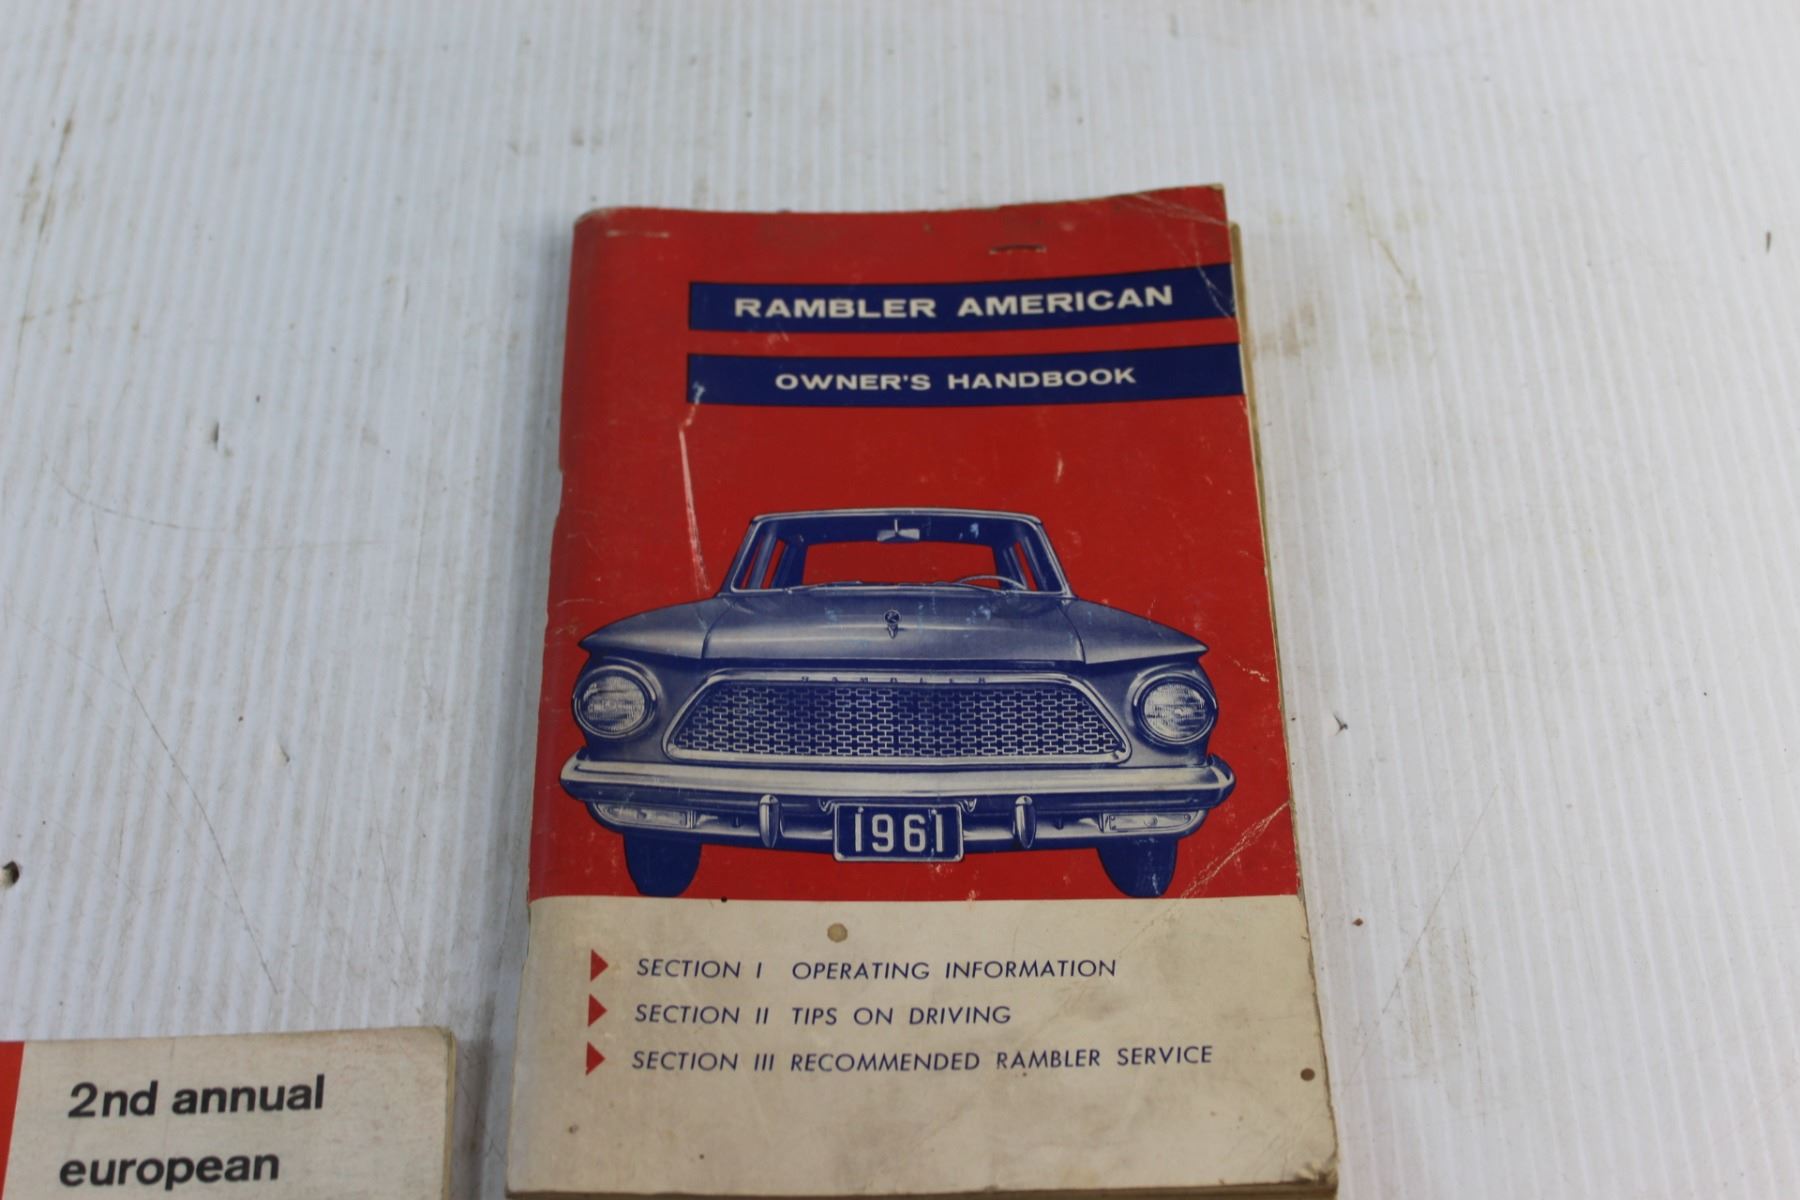 RAMBLER AMERICAN
OWNER'S HANDBOOK
RAMBLER
1961
SECTION I OPERATING INFORMATION
SECTION II TIPS ON DRIVING
SECTION III RECOMMENDED RAMBLER SERVICE
2nd annual
european